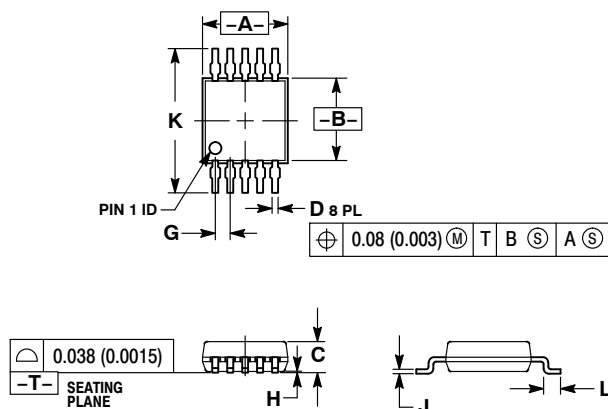 –A–
K
–B–
PIN 1 ID
G
D 8 PL
⌖ 0.08 (0.003) Ⓜ T B Ⓢ A Ⓢ
⌓ 0.038 (0.0015)
–T– SEATING
PLANE
C
H
J
L